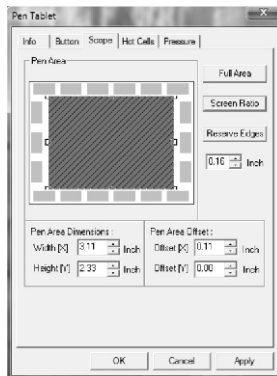 Pen Tablet
Info Button Scope Hot Cells Pressure
Pen Area
Full Area
Screen Ratio
Reserve Edges
0.16 Inch
Pen Area Dimensions :
Width [X] 3.11 Inch
Height [Y] 2.33 Inch
Pen Area Offset :
Offset [X] 0.11 Inch
Offset [Y] 0.00 Inch
OK Cancel Apply